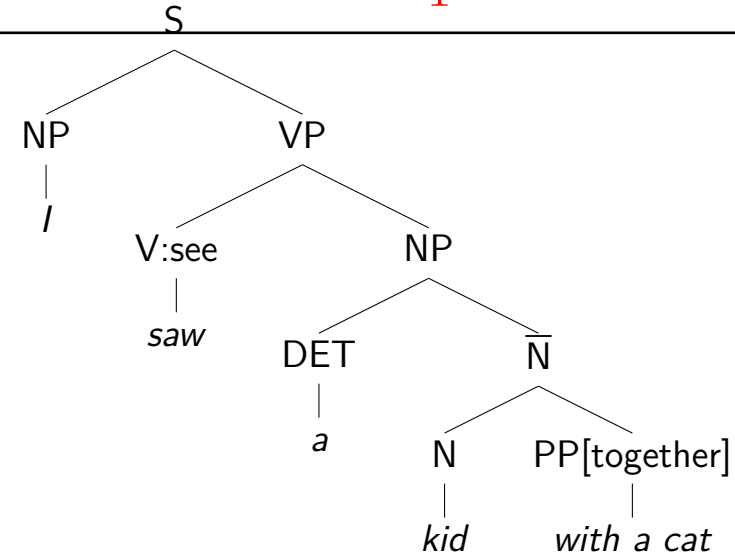 S
NP VP
I
V:see NP
saw
DET N̅
a
N PP[together]
kid with a cat